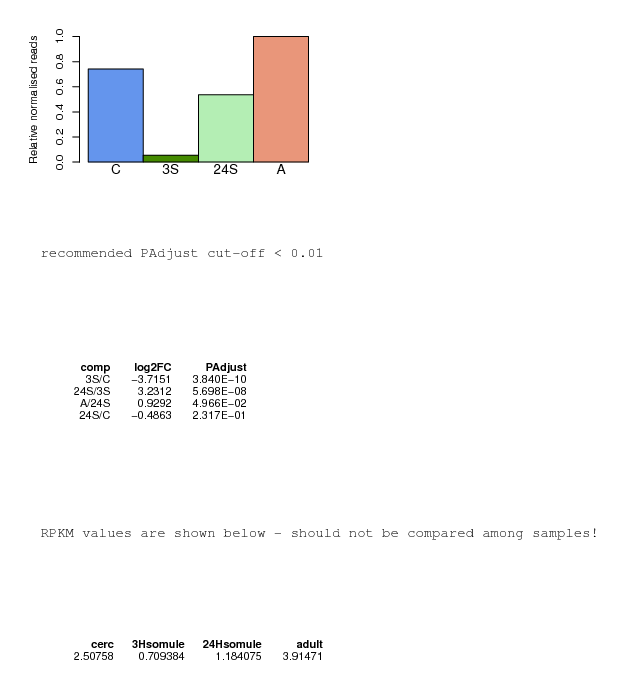 Relative normalised reads
1.0
0.8
0.6
0.4
0.2
0.0
C 3S 24S A
recommended PAdjust cut-off < 0.01
comp log2FC PAdjust
3S/C −3.7151 3.840E−10
24S/3S 3.2312 5.698E−08
A/24S 0.9292 4.966E−02
24S/C −0.4863 2.317E−01
RPKM values are shown below - should not be compared among samples!
cerc 3Hsomule 24Hsomule adult
2.50758 0.709384 1.184075 3.91471